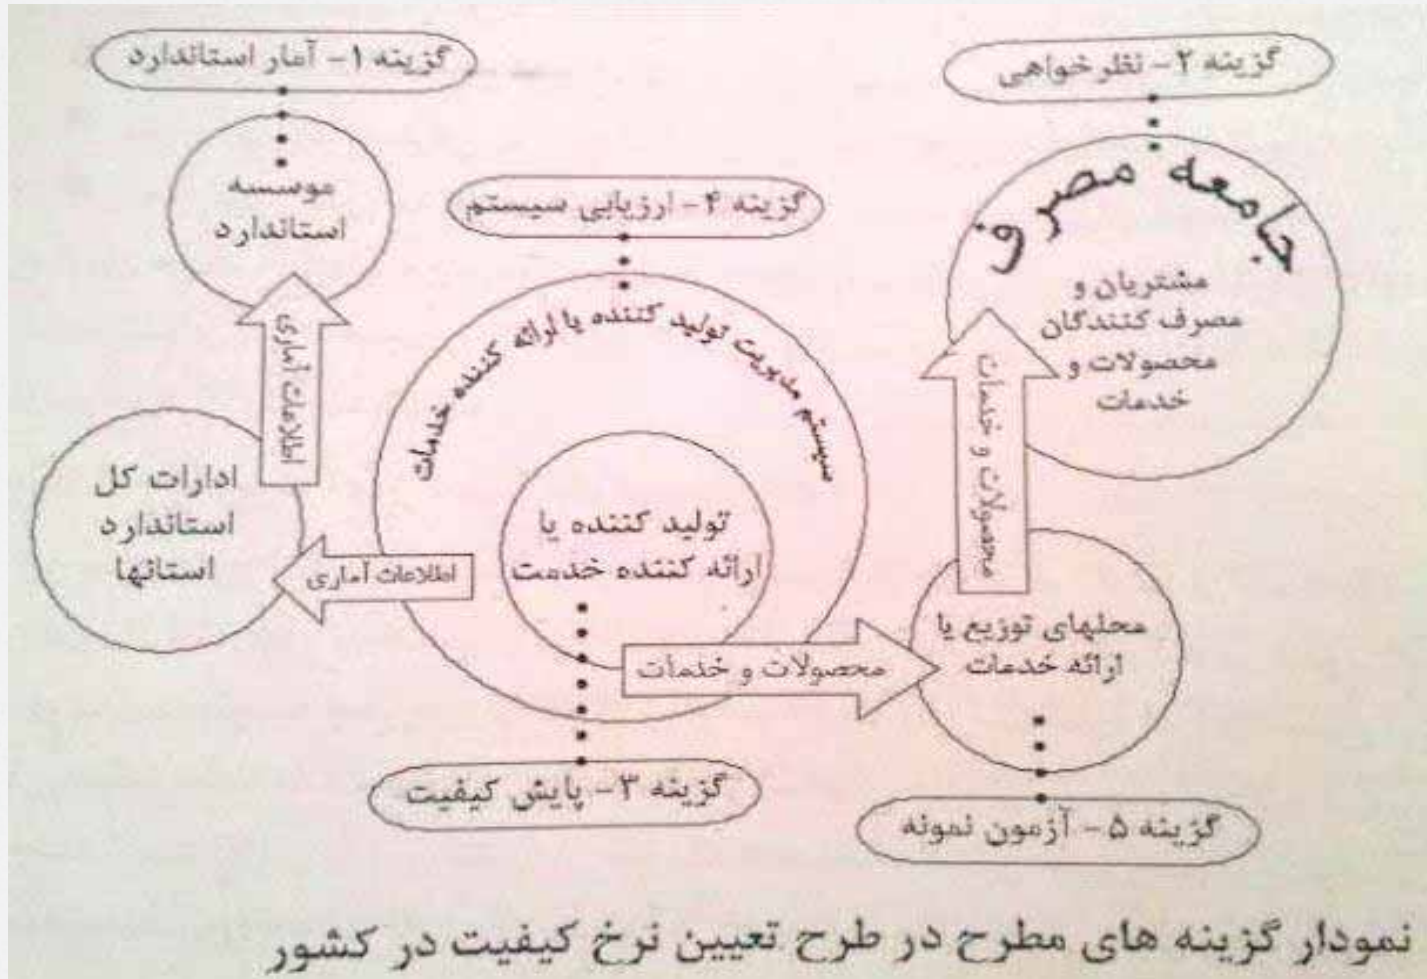 گزینه ۱- آمار استاندارد
گزینه ۲- نظرخواهی
موسسه
استاندارد
گزینه ۴- ارزیابی سیستم
جامعه مصرف
مشتریان و
مصرف کنندگان
محصولات و
خدمات
سیستم مدیریت تولید کننده یا ارائه کننده خدمات
اطلاعات آماری
محصولات و خدمات
ادارات کل
استاندارد
استانها
تولید کننده یا
ارائه کننده خدمت
اطلاعات آماری
محصولات و خدمات
محلهای توزیع یا
ارائه خدمات
گزینه ۳- پایش کیفیت
گزینه ۵- آزمون نمونه
نمودار گزینه های مطرح در طرح تعیین نرخ کیفیت در کشور